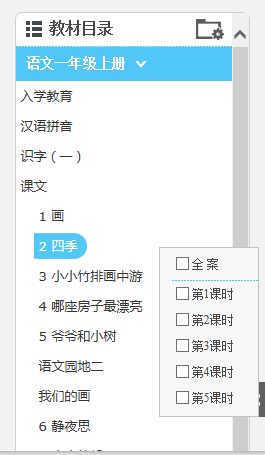 教材目录
语文一年级上册
入学教育
汉语拼音
识字（一）
课文
1 画
2 四季
3 小小竹排画中游
4 哪座房子最漂亮
5 爷爷和小树
语文园地二
我们的画
6 静夜思
全案
第1课时
第2课时
第3课时
第4课时
第5课时